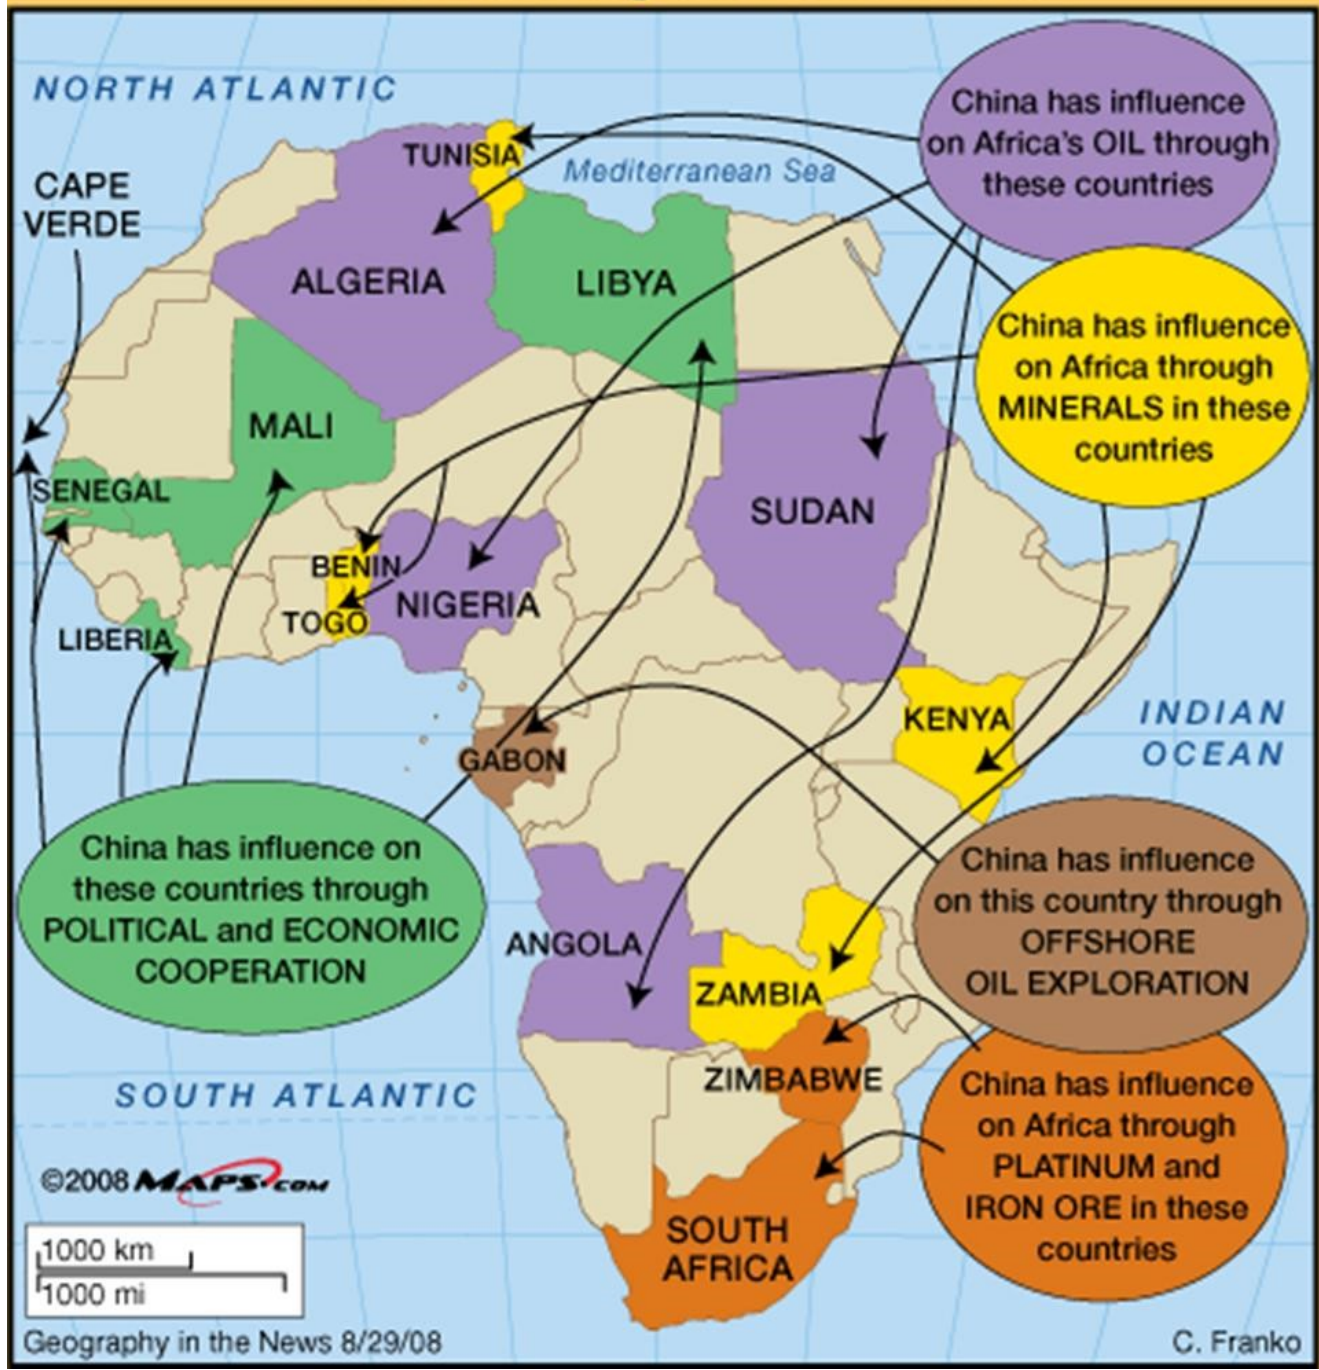 NORTH ATLANTIC
CAPE
VERDE
TUNISIA
Mediterranean Sea
China has influence
on Africa's OIL through
these countries
ALGERIA
LIBYA
China has influence
on Africa through
MINERALS in these
countries
MALI
SENEGAL
SUDAN
BENIN
NIGERIA
TOGO
LIBERIA
KENYA
INDIAN
OCEAN
GABON
China has influence on
these countries through
POLITICAL and ECONOMIC
COOPERATION
China has influence
on this country through
OFFSHORE
OIL EXPLORATION
ANGOLA
ZAMBIA
ZIMBABWE
SOUTH ATLANTIC
China has influence
on Africa through
PLATINUM and
IRON ORE in these
countries
©2008 MAPS.COM
SOUTH
AFRICA
1000 km
1000 mi
Geography in the News 8/29/08
C. Franko